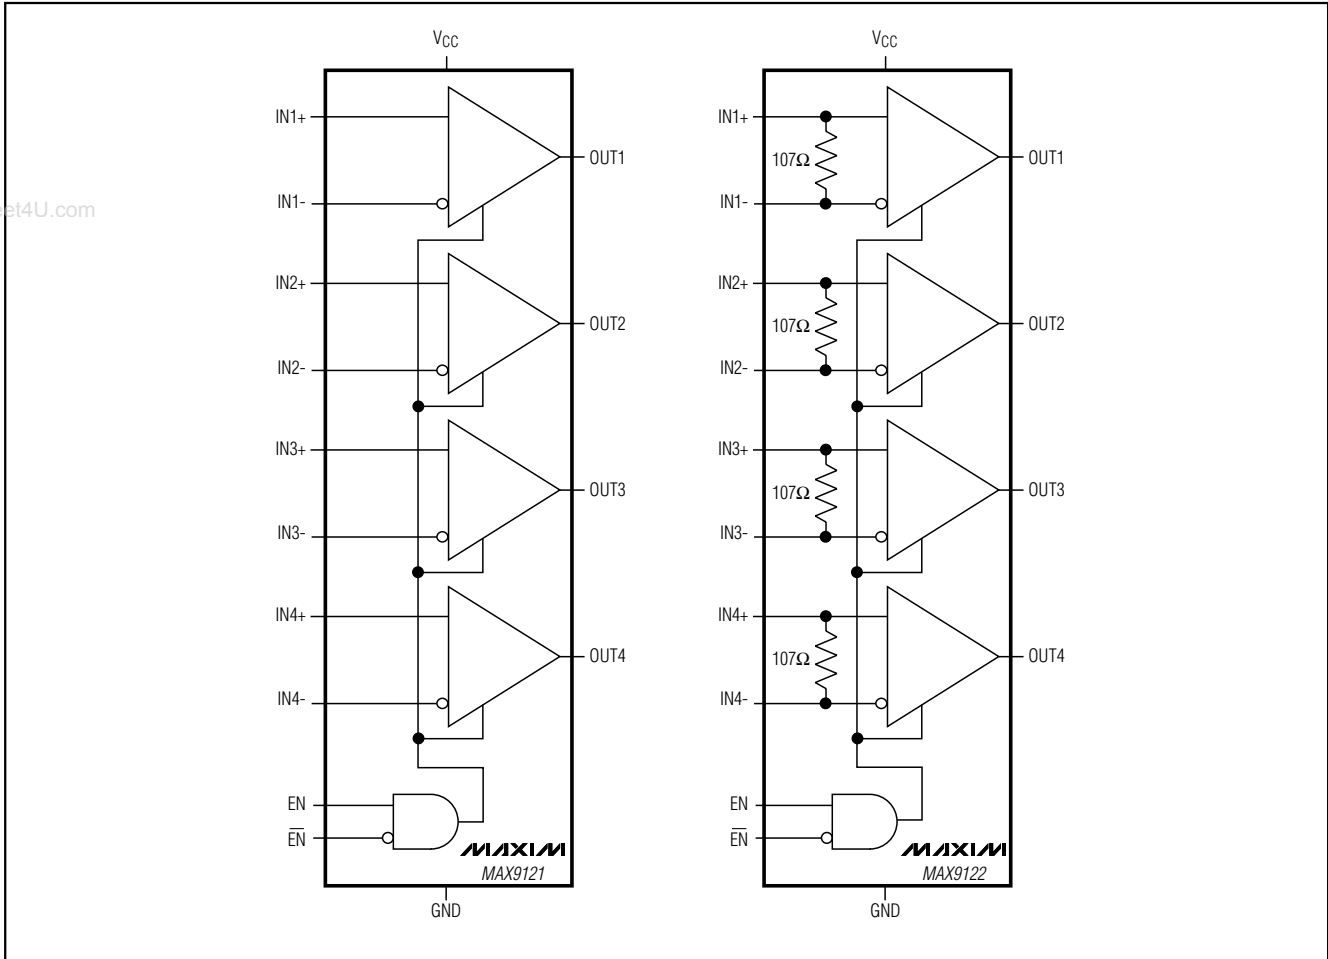 VCC
IN1+
OUT1
IN1-
IN2+
OUT2
IN2-
IN3+
OUT3
IN3-
IN4+
OUT4
IN4-
EN
E̅N̅
MAXIM
MAX9121
GND
VCC
IN1+
107Ω
OUT1
IN1-
IN2+
107Ω
OUT2
IN2-
IN3+
107Ω
OUT3
IN3-
IN4+
107Ω
OUT4
IN4-
EN
E̅N̅
MAXIM
MAX9122
GND
et4U.com